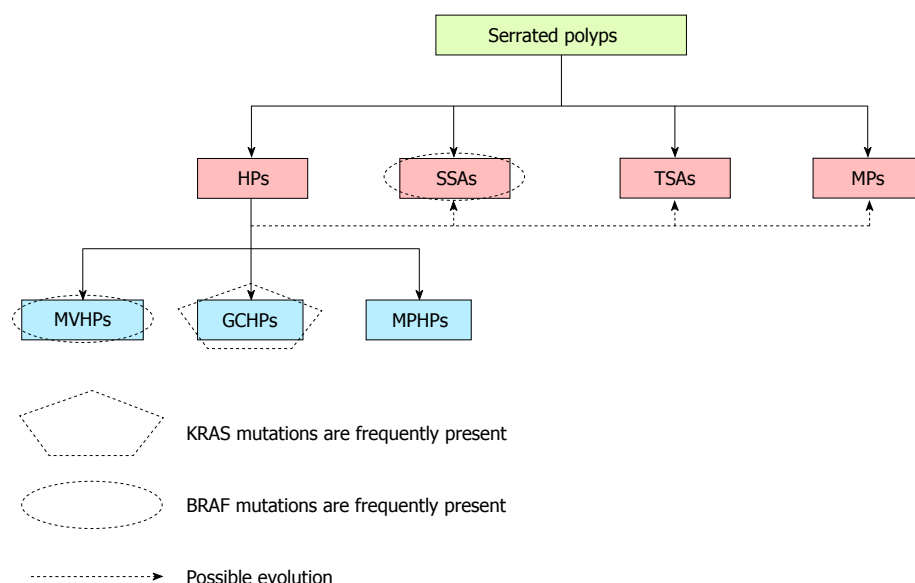 Serrated polyps
HPs
SSAs
TSAs
MPs
MVHPs
GCHPs
MPHPs
KRAS mutations are frequently present
BRAF mutations are frequently present
Possible evolution